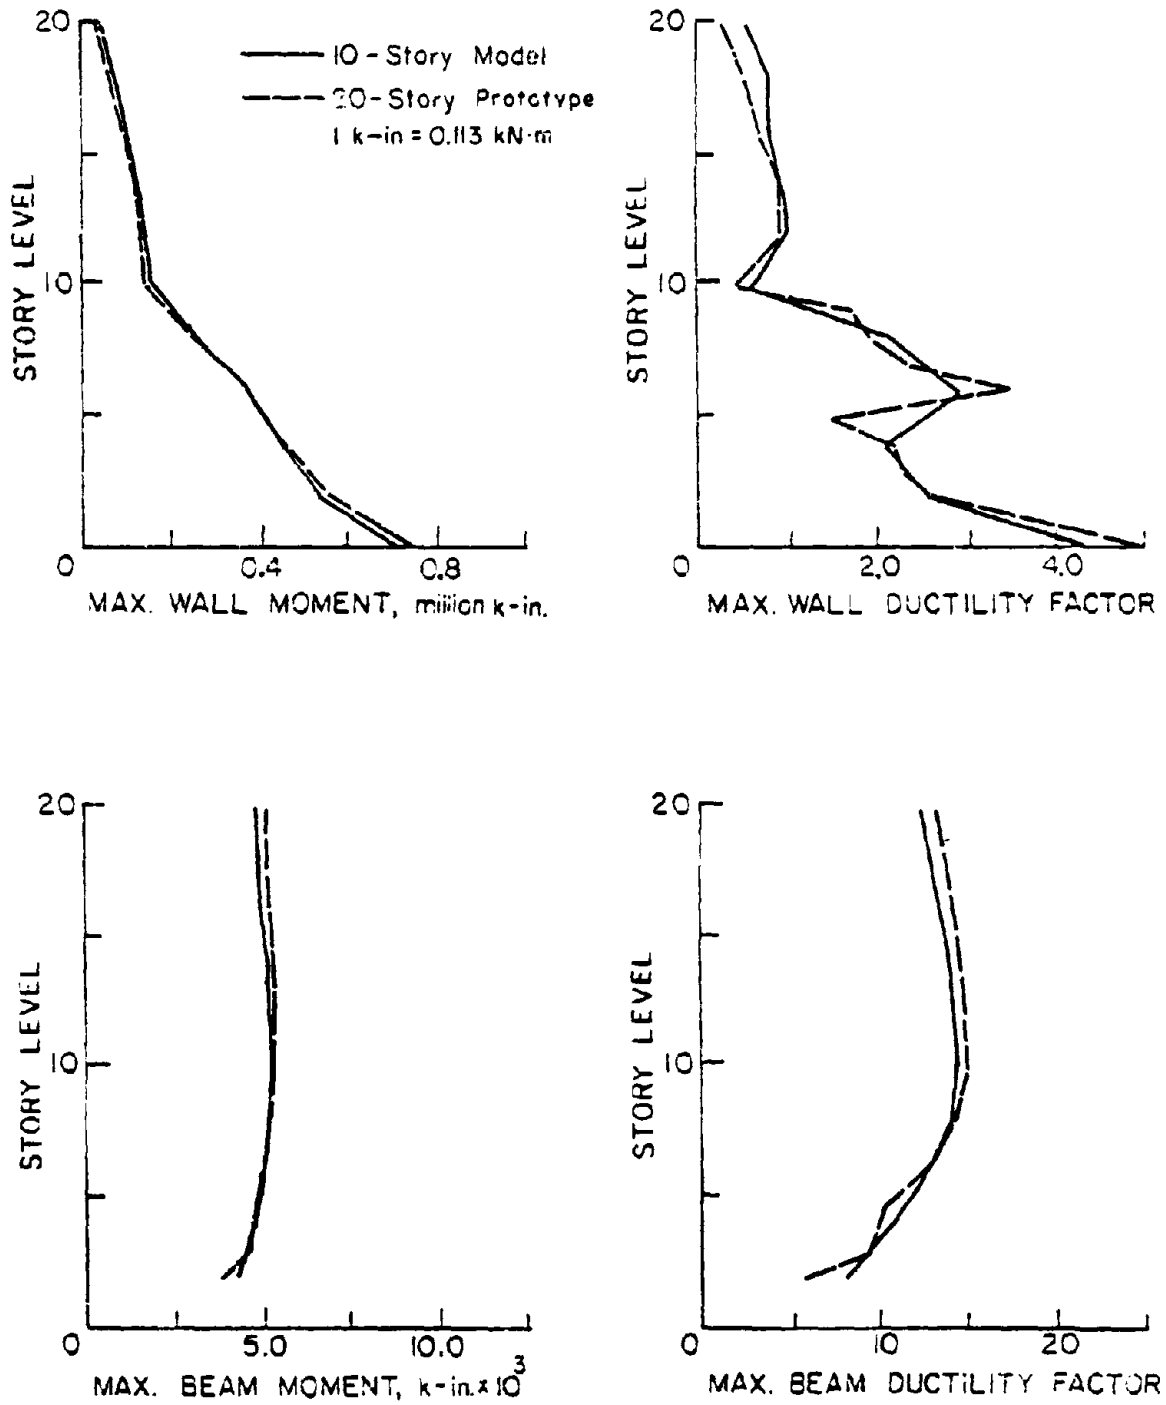 20
10
0
0.4
0.8
STORY LEVEL
MAX. WALL MOMENT, million k-in.
10-Story Model
20-Story Prototype
1 k-in = 0.113 kN·m
20
10
0
2.0
4.0
STORY LEVEL
MAX. WALL DUCTILITY FACTOR
20
10
0
5.0
10.0
STORY LEVEL
MAX. BEAM MOMENT, k-in.x10³
20
10
0
10
20
STORY LEVEL
MAX. BEAM DUCTILITY FACTOR